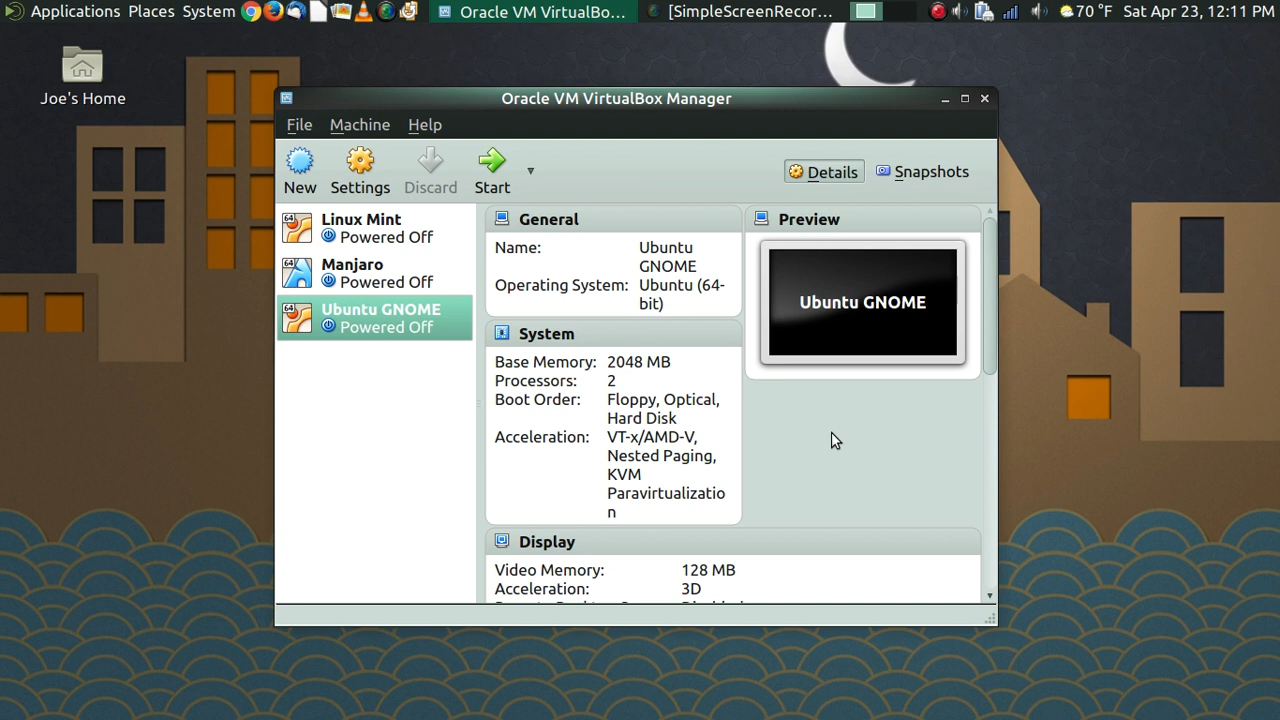 Applications Places System Oracle VM VirtualBo... [SimpleScreenRecor... 70 °F Sat Apr 23, 12:11 PM
Joe's Home
Oracle VM VirtualBox Manager
File Machine Help
New Settings Discard Start Details Snapshots
64 Linux Mint
Powered Off
64 Manjaro
Powered Off
64 Ubuntu GNOME
Powered Off
General
Name: Ubuntu
GNOME
Operating System: Ubuntu (64-
bit)
System
Base Memory: 2048 MB
Processors: 2
Boot Order: Floppy, Optical,
Hard Disk
Acceleration: VT-x/AMD-V,
Nested Paging,
KVM
Paravirtualizatio
n
Preview
Ubuntu GNOME
Display
Video Memory: 128 MB
Acceleration: 3D